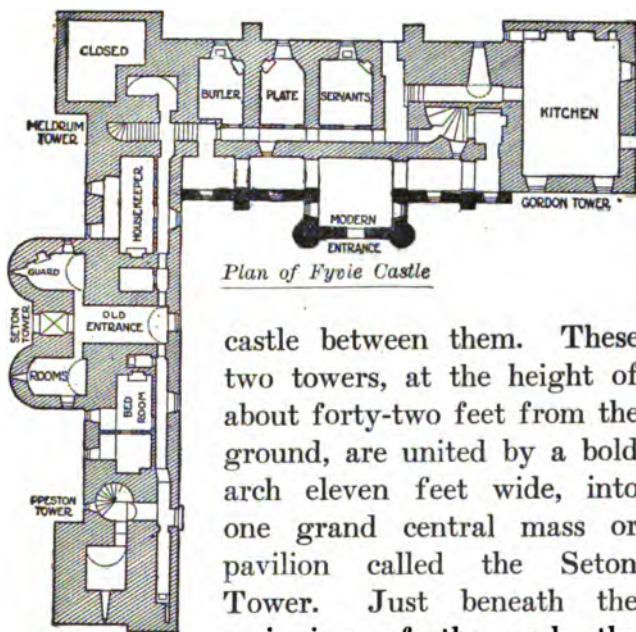 CLOSED
BUTLER
PLATE
SERVANTS
KITCHEN
MELDRUM
TOWER
HOUSEKEEPER
MODERN
ENTRANCE
GORDON TOWER
Plan of Fyvie Castle
GUARD
SETON
TOWER
OLD
ENTRANCE
ROOMS
BED
ROOM
PRESTON
TOWER
castle between them. These
two towers, at the height of
about forty-two feet from the
ground, are united by a bold
arch eleven feet wide, into
one grand central mass or
pavilion called the Seton
Tower. Just beneath the